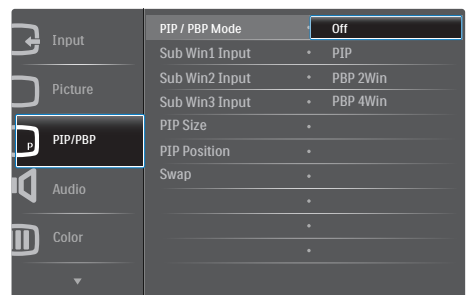 Input
Picture
P
PIP/PBP
Audio
Color
PIP / PBP Mode • Off
Sub Win1 Input • PIP
Sub Win2 Input • PBP 2Win
Sub Win3 Input • PBP 4Win
PIP Size •
PIP Position •
Swap •